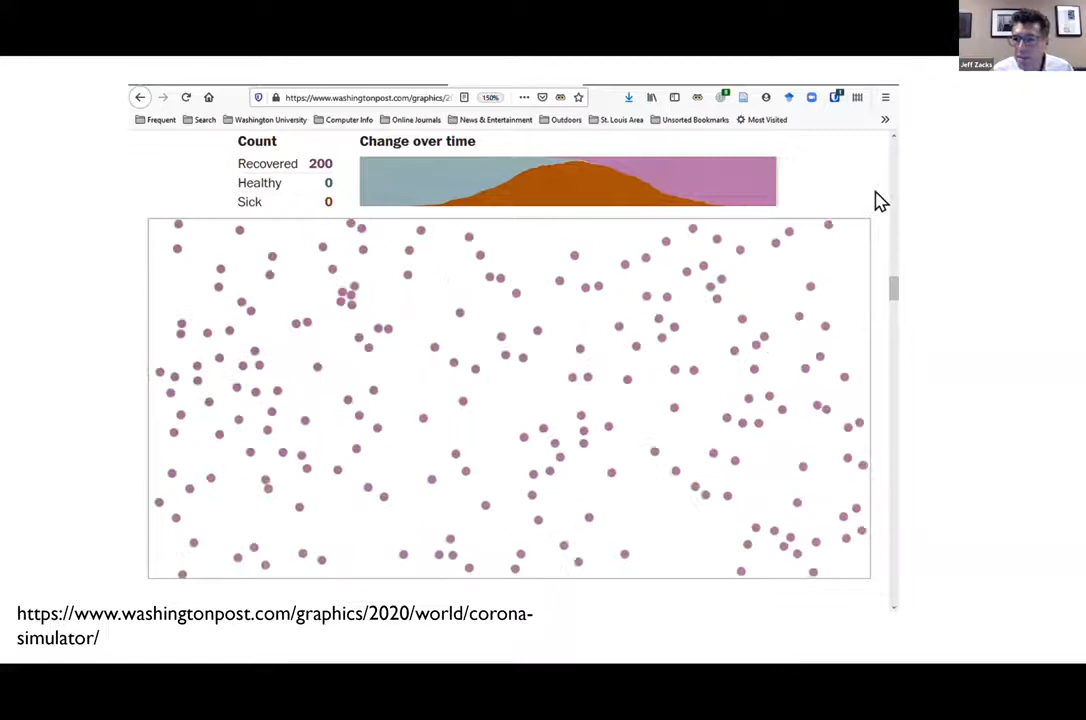 Jeff Zacks
https://www.washingtonpost.com/graphics/2
150%
Frequent Search Washington University Computer Info Online Journals News & Entertainment Outdoors St. Louis Area Unsorted Bookmarks Most Visited
Count Change over time
Recovered 200
Healthy 0
Sick 0
https://www.washingtonpost.com/graphics/2020/world/corona-
simulator/